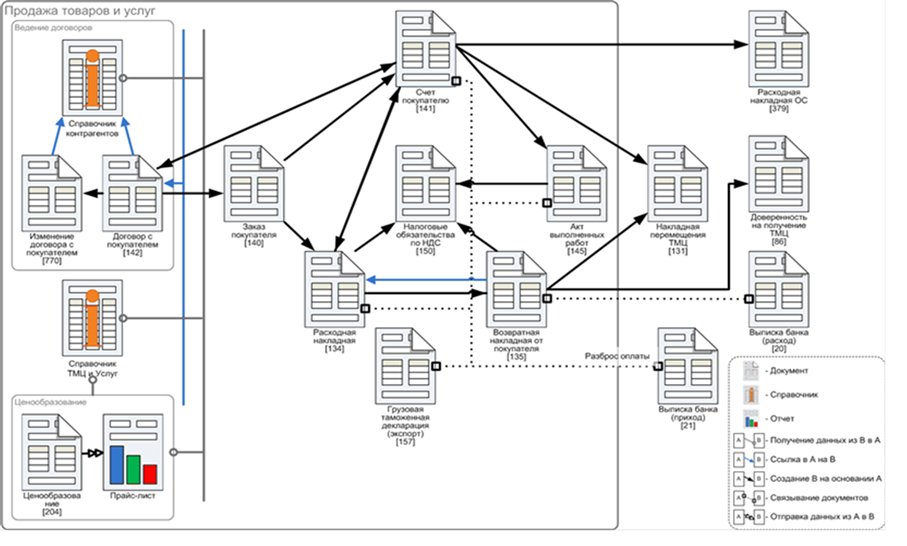 Продажа товаров и услуг
Ведение договоров
Справочник
контрагентов
Изменение
договора с
покупателем
[770]
Договор с
покупателем
[142]
Справочник
ТМЦ и Услуг
Ценообразование
Ценообразова
ние
[204]
Прайс-лист
Заказ
покупателя
[140]
Счет
покупателю
[141]
Налоговые
обязательства
по НДС
[150]
Расходная
накладная
[134]
Грузовая
таможенная
декларация
(экспорт)
[157]
Возвратная
накладная от
покупателя
[135]
Акт
выполненных
работ
[145]
Накладная
перемещения
ТМЦ
[131]
Разброс оплаты
Выписка банка
(приход)
[21]
Расходная
накладная ОС
[379]
Доверенность
на получение
ТМЦ
[86]
Выписка банка
(расход)
[20]
- Документ
- Справочник
- Отчет
A B - Получение данных из В в А
A B - Ссылка в А на В
A B - Создание В на основании А
A B - Связывание документов
A B - Отправка данных из А в В